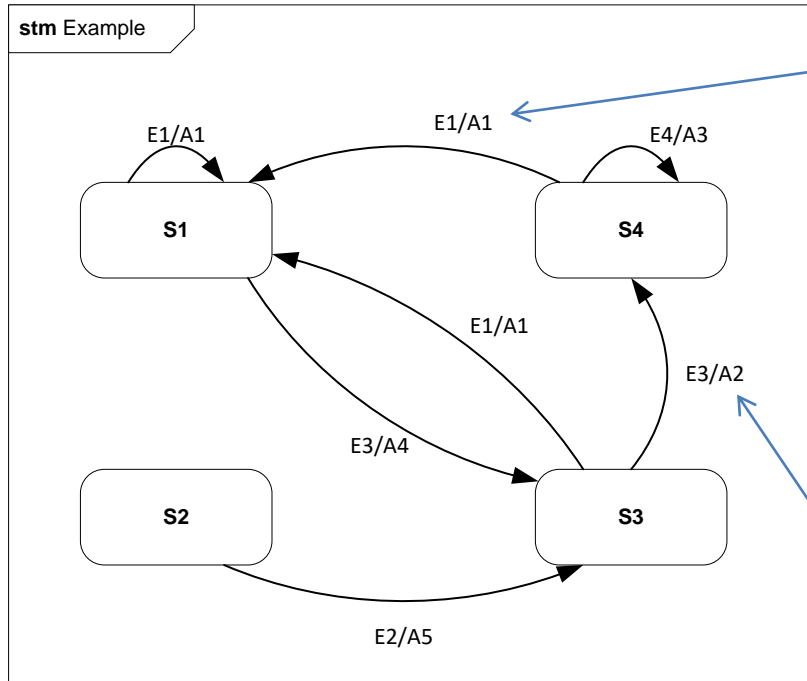 stm Example
E1/A1
E1/A1
E4/A3
S1
S4
E1/A1
E3/A2
E3/A4
S2
S3
E2/A5